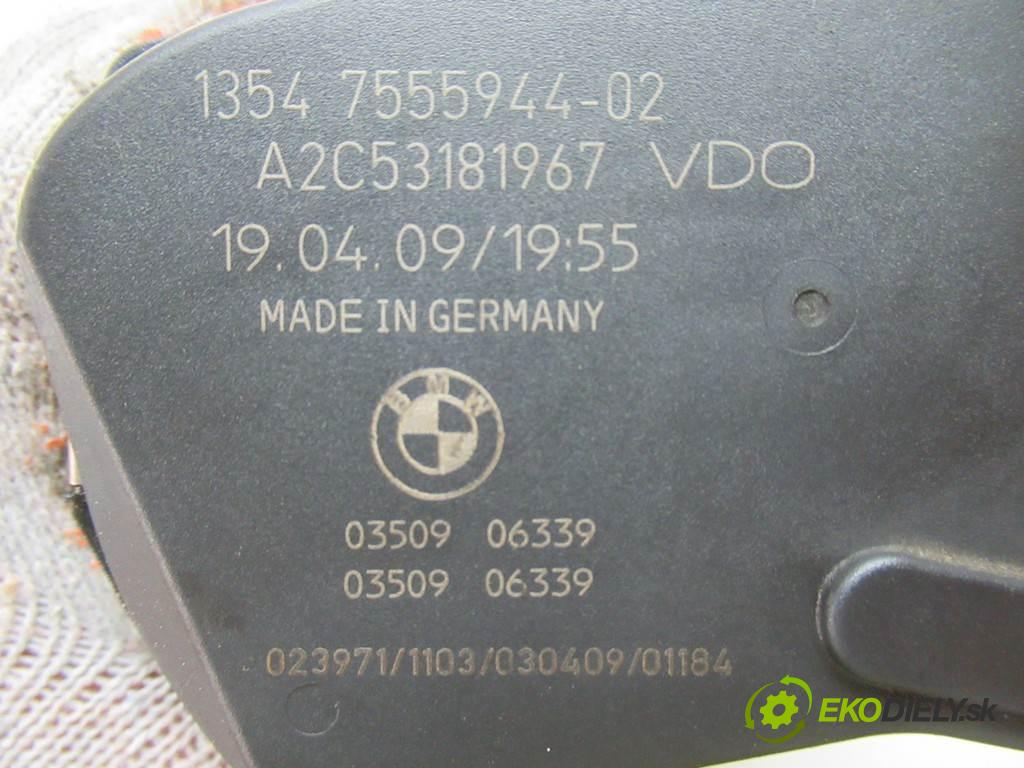 1354 7555944-02
A2C53181967 VDO
19.04.09/19:55
MADE IN GERMANY
BMW
03509 06339
03509 06339
023971/1103/030409/01184
EKODIELY.sk